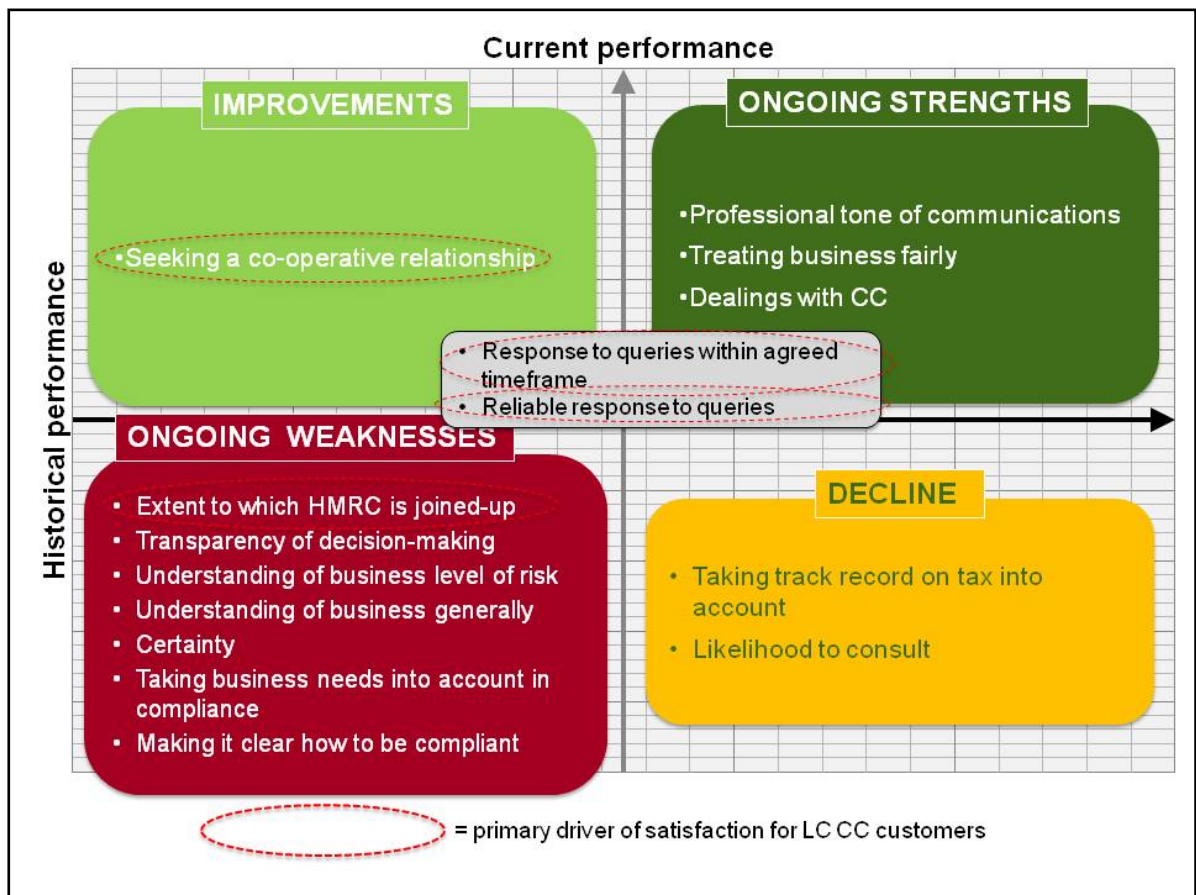 Current performance
Historical performance
IMPROVEMENTS
•Seeking a co-operative relationship
ONGOING STRENGTHS
•Professional tone of communications
•Treating business fairly
•Dealings with CC
• Response to queries within agreed
timeframe
• Reliable response to queries
ONGOING WEAKNESSES
• Extent to which HMRC is joined-up
• Transparency of decision-making
• Understanding of business level of risk
• Understanding of business generally
• Certainty
• Taking business needs into account in
compliance
• Making it clear how to be compliant
DECLINE
• Taking track record on tax into
account
• Likelihood to consult
= primary driver of satisfaction for LC CC customers